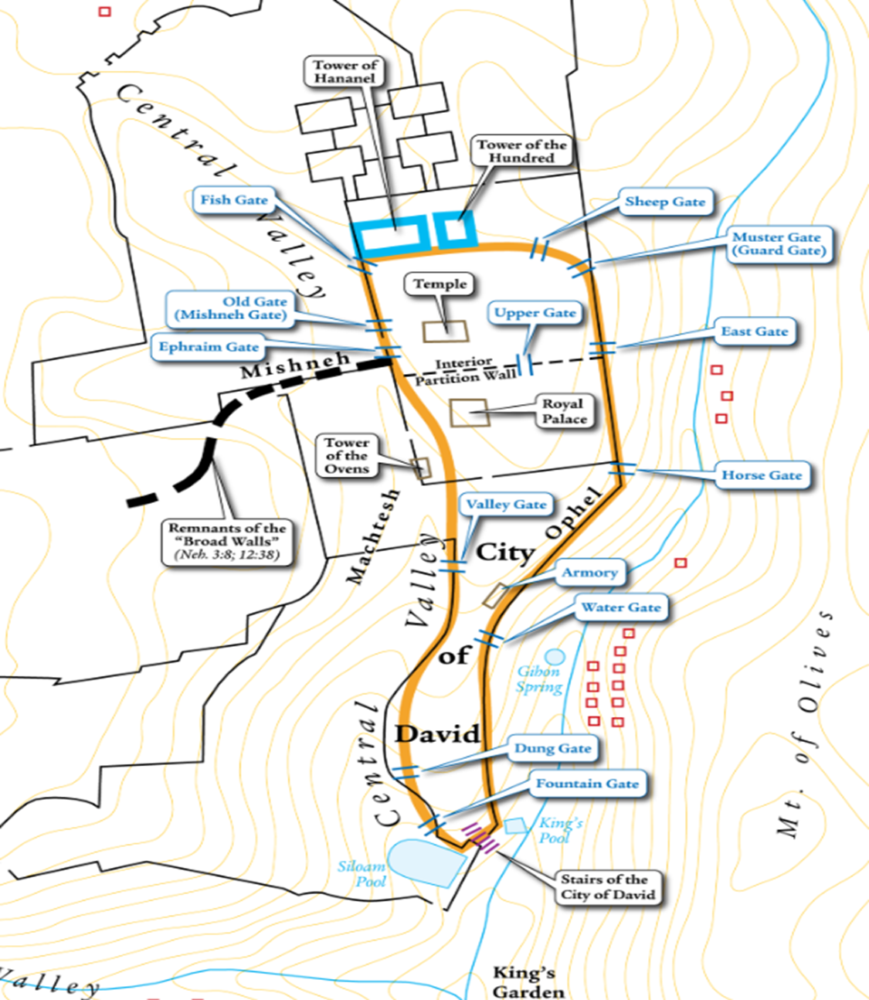 Tower of
Hananel
Central
Valley
Tower of the
Hundred
Fish Gate
Sheep Gate
Muster Gate
(Guard Gate)
Temple
Old Gate
(Mishneh Gate)
Upper Gate
East Gate
Ephraim Gate
Mishneh
Interior
Partition Wall
Royal
Palace
Tower
of the
Ovens
Horse Gate
Machtesh
Valley Gate
Ophel
Remnants of the
“Broad Walls”
(Neh. 3:8; 12:38)
City
of
David
Armory
Water Gate
Central
Valley
Gihon
Spring
Mt. of Olives
Dung Gate
Fountain Gate
King’s
Pool
Siloam
Pool
Stairs of the
City of David
Valley
King’s
Garden